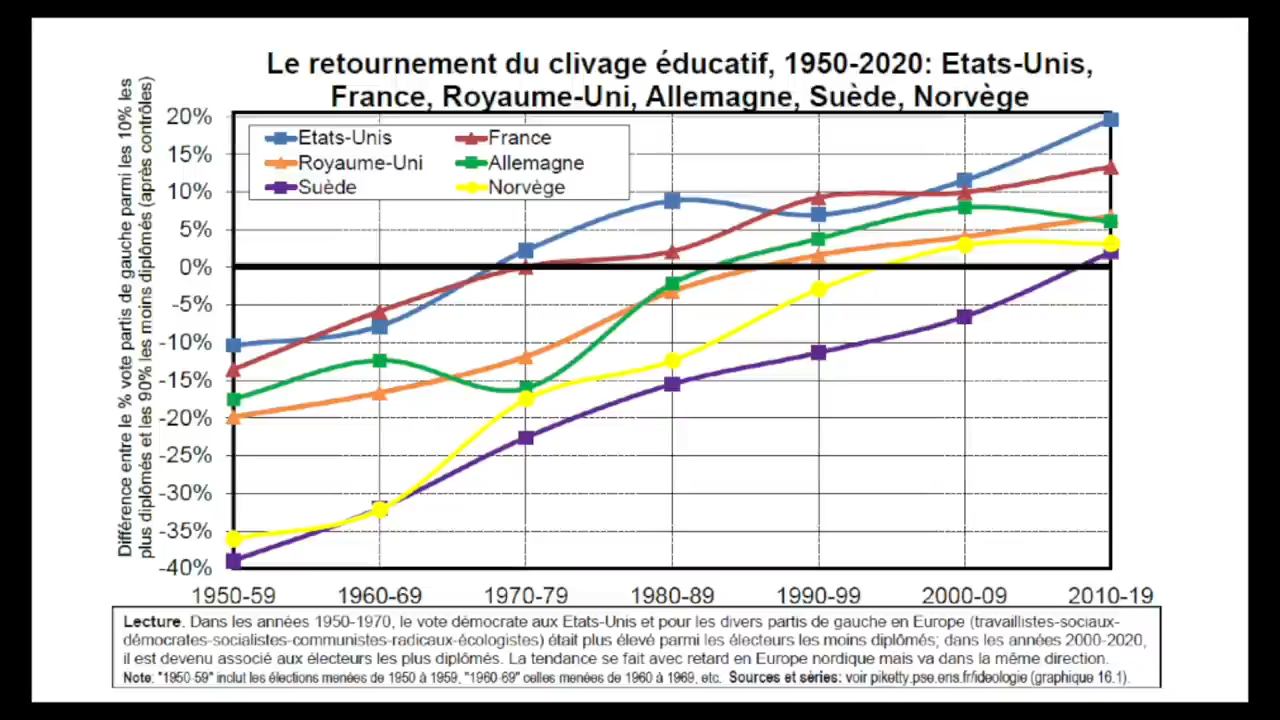 Le retournement du clivage éducatif, 1950-2020: Etats-Unis,
France, Royaume-Uni, Allemagne, Suède, Norvège
Différence entre le % vote partis de gauche parmi les 10% les
plus diplômés et les 90% les moins diplômés (après contrôles)
20%
15%
10%
5%
0%
-5%
-10%
-15%
-20%
-25%
-30%
-35%
-40%
Etats-Unis France
Royaume-Uni Allemagne
Suède Norvège
1950-59 1960-69 1970-79 1980-89 1990-99 2000-09 2010-19
Lecture. Dans les années 1950-1970, le vote démocrate aux Etats-Unis et pour les divers partis de gauche en Europe (travaillistes-sociaux-
démocrates-socialistes-communistes-radicaux-écologistes) était plus élevé parmi les électeurs les moins diplômés; dans les années 2000-2020,
il est devenu associé aux électeurs les plus diplômés. La tendance se fait avec retard en Europe nordique mais va dans la même direction.
Note. "1950-59" inclut les élections menées de 1950 à 1959, "1960-69" celles menées de 1960 à 1969, etc. Sources et séries: voir piketty.pse.ens.fr/ideologie (graphique 16.1).